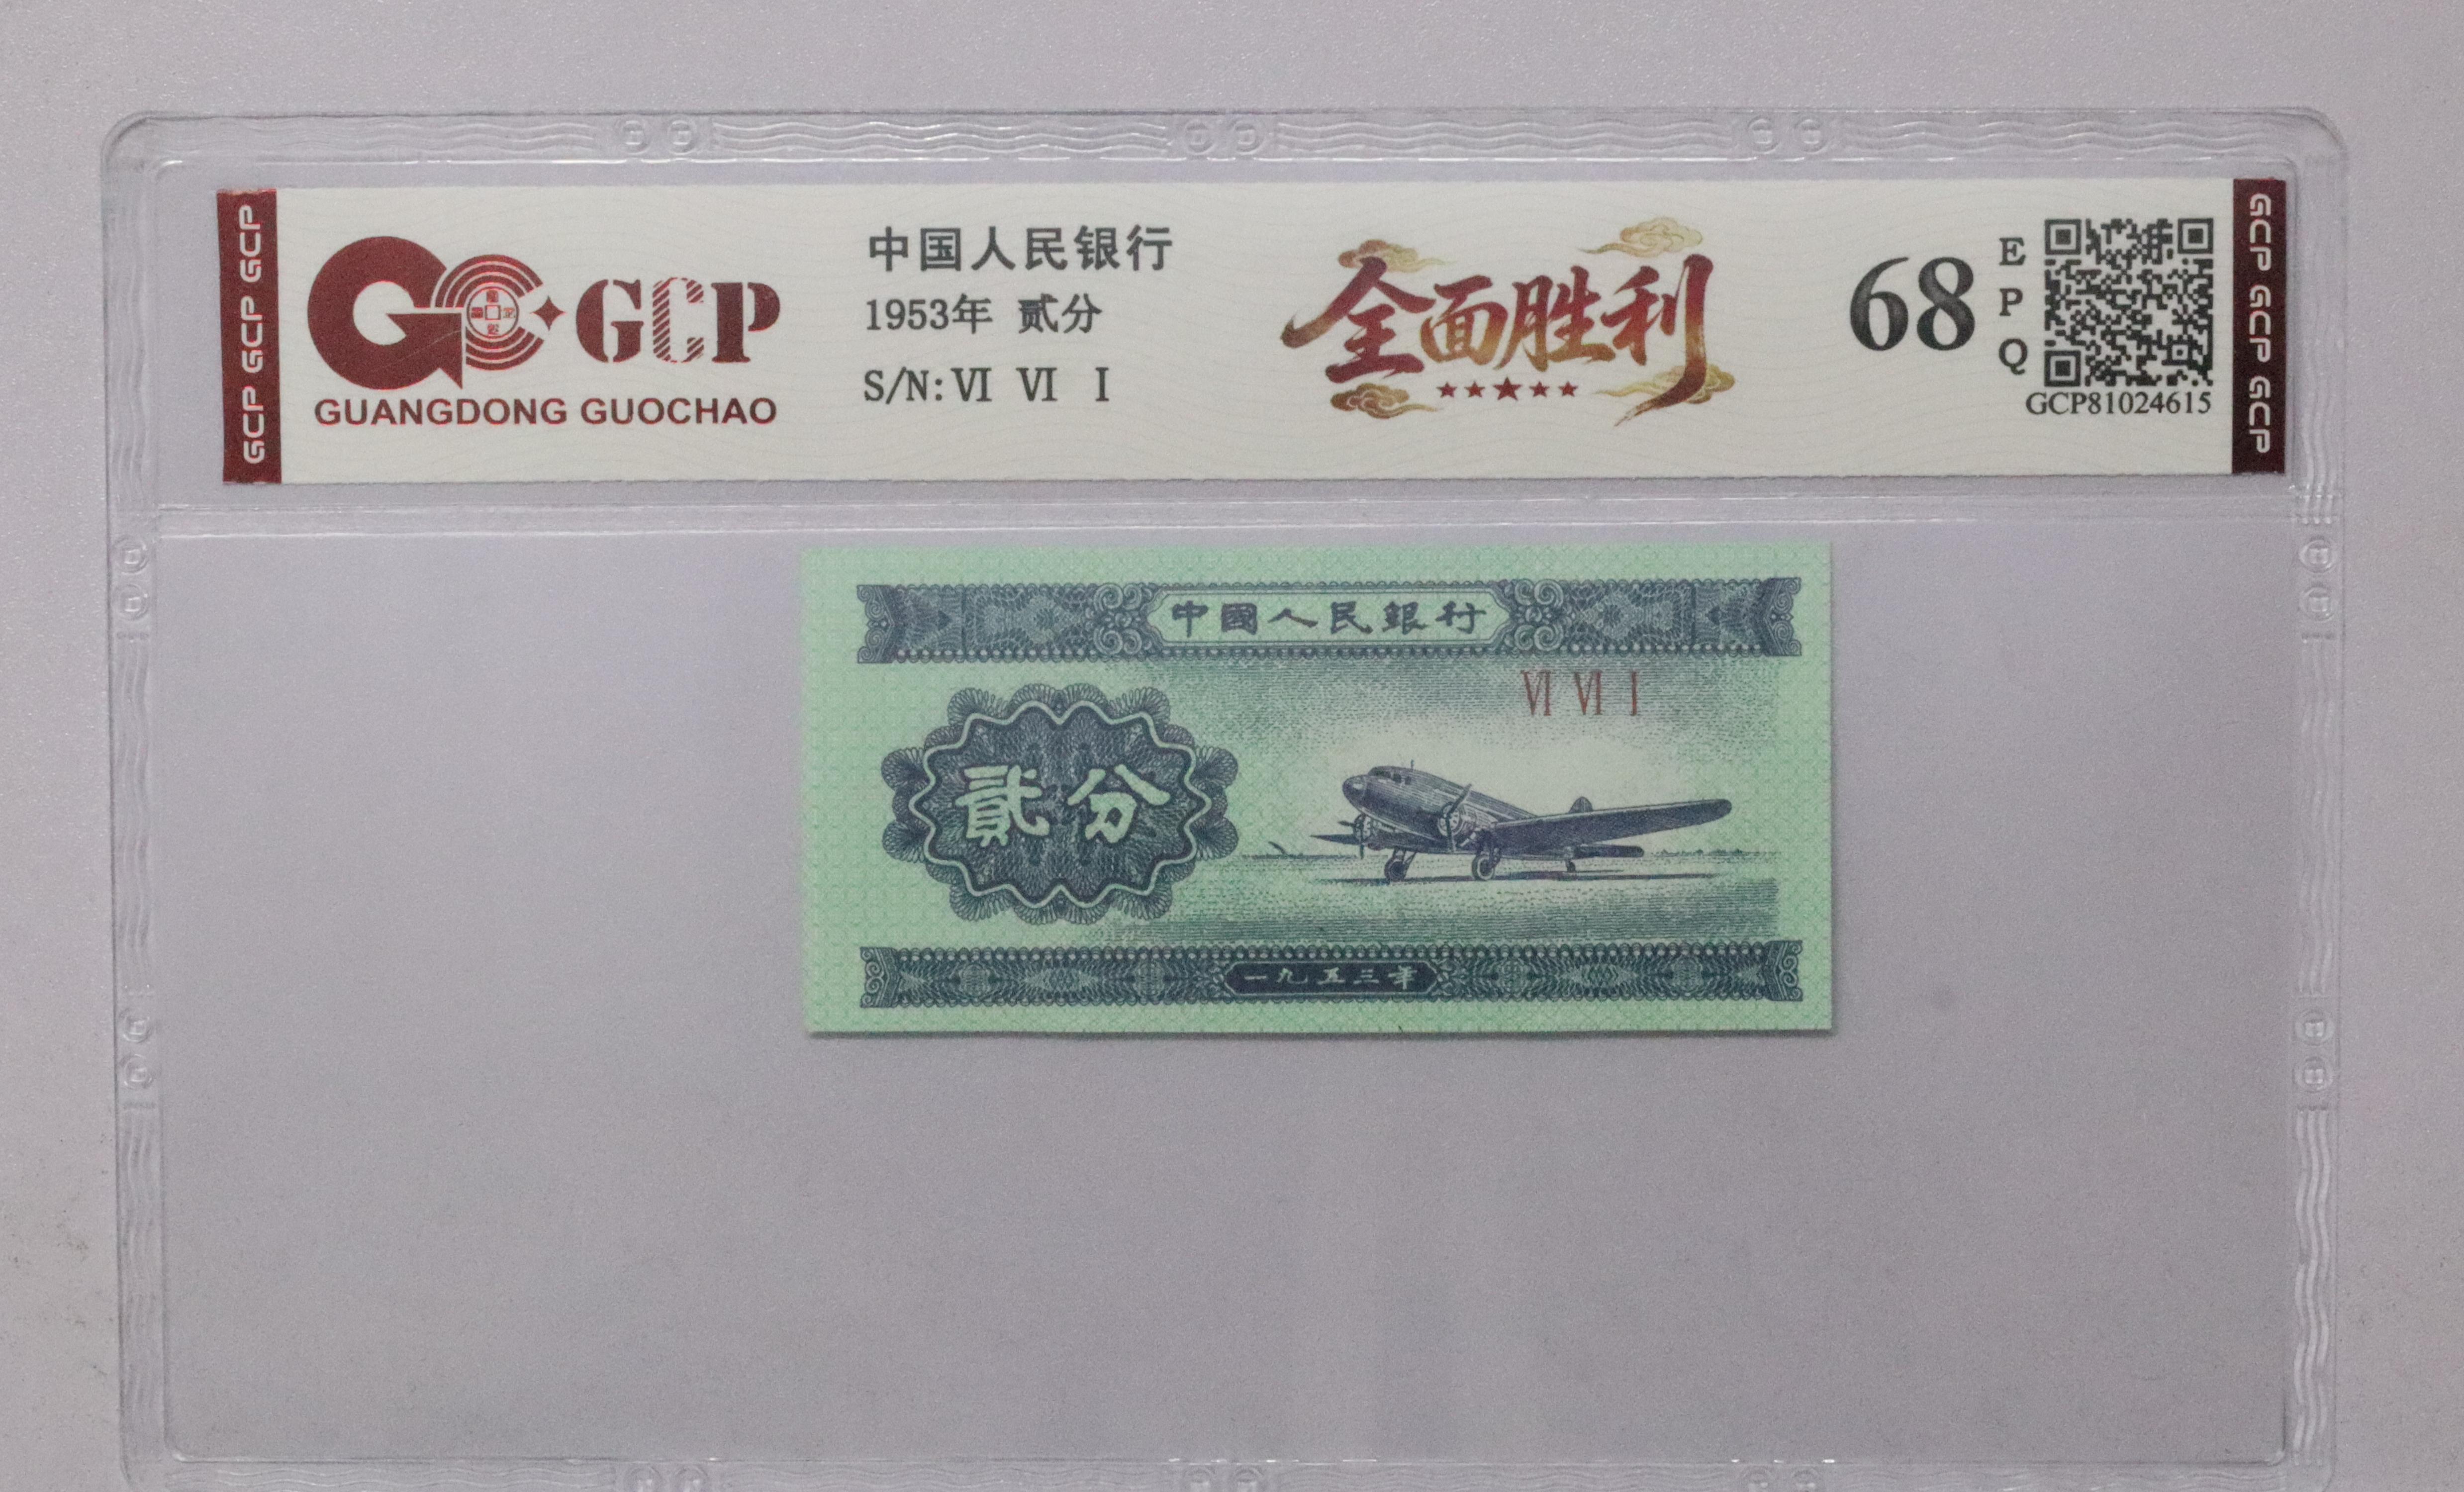 GCP GCP GCP
GCP
GUANGDONG GUOCHAO
中国人民银行
1953年 贰分
S/N: VI VI I
全面胜利
68
E
P
Q
GCP81024615
GCP GCP GCP
中國人民銀行
VI VI I
貳分
一九五三年